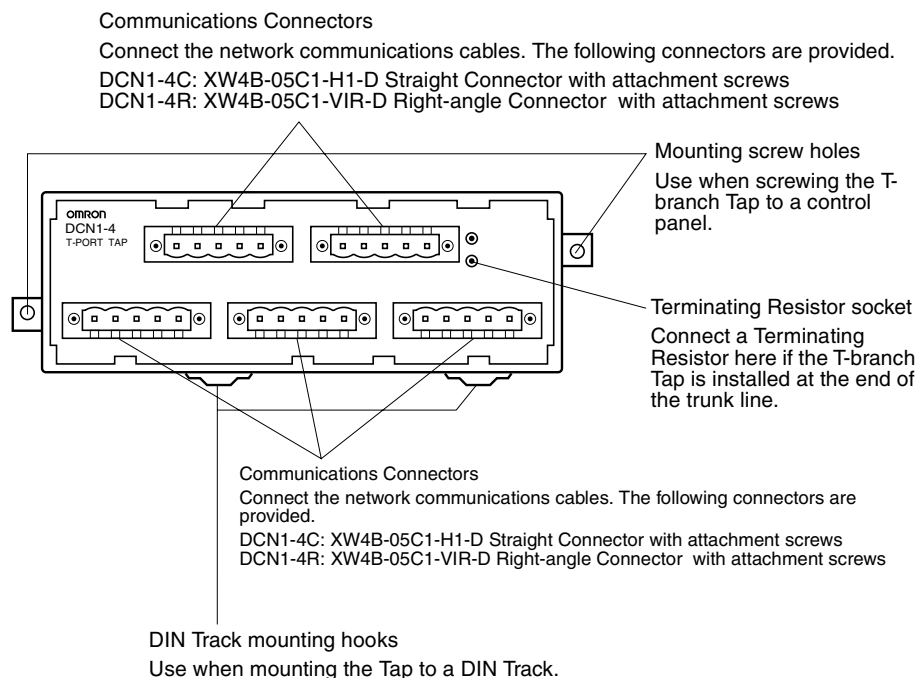 Communications Connectors
Connect the network communications cables. The following connectors are provided.
DCN1-4C: XW4B-05C1-H1-D Straight Connector with attachment screws
DCN1-4R: XW4B-05C1-VIR-D Right-angle Connector with attachment screws
Mounting screw holes
Use when screwing the T-
branch Tap to a control
panel.
OMRON
DCN1-4
T-PORT TAP
Terminating Resistor socket
Connect a Terminating
Resistor here if the T-branch
Tap is installed at the end of
the trunk line.
Communications Connectors
Connect the network communications cables. The following connectors are
provided.
DCN1-4C: XW4B-05C1-H1-D Straight Connector with attachment screws
DCN1-4R: XW4B-05C1-VIR-D Right-angle Connector with attachment screws
DIN Track mounting hooks
Use when mounting the Tap to a DIN Track.